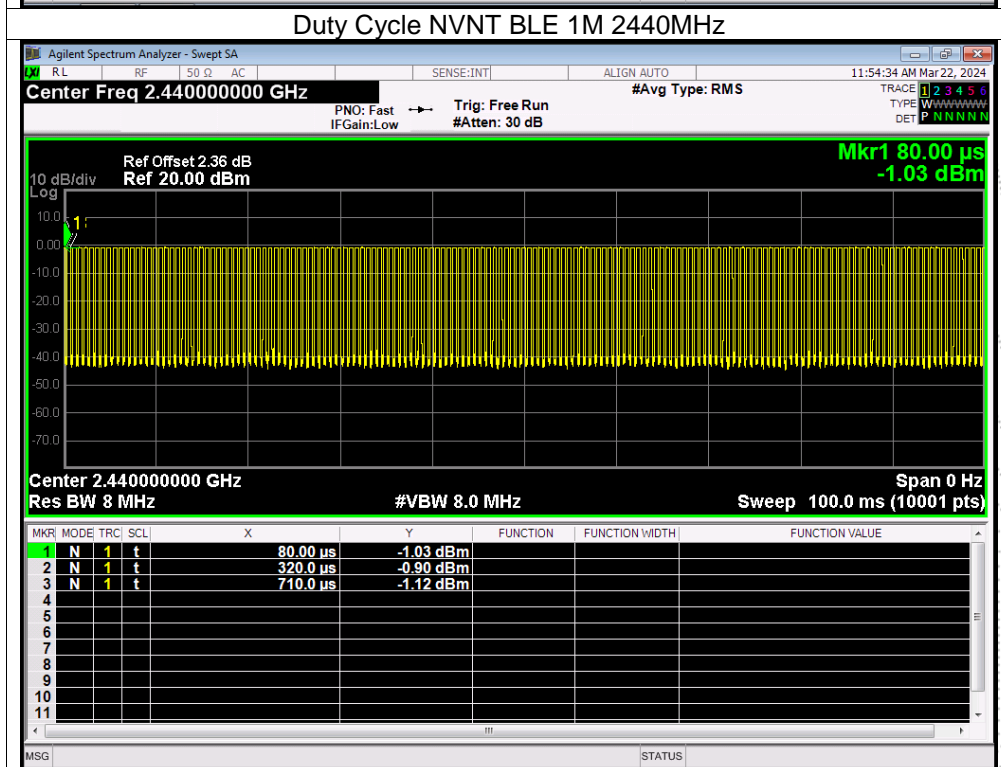 Duty Cycle NVNT BLE 1M 2440MHz
Agilent Spectrum Analyzer - Swept SA
LXI RL RF 50 Ω AC SENSE:INT ALIGN AUTO 11:54:34 AM Mar 22, 2024
Center Freq 2.440000000 GHz #Avg Type: RMS TRACE 1 2 3 4 5 6
PNO: Fast Trig: Free Run TYPE WWWWWW
IFGain:Low #Atten: 30 dB DET P N N N N N
Mkr1 80.00 µs
Ref Offset 2.36 dB
10 dB/div Ref 20.00 dBm -1.03 dBm
Log
10.0
1
0.00
-10.0
-20.0
-30.0
-40.0
-50.0
-60.0
-70.0
Center 2.440000000 GHz Span 0 Hz
Res BW 8 MHz #VBW 8.0 MHz Sweep 100.0 ms (10001 pts)
MKR MODE TRC SCL X Y FUNCTION FUNCTION WIDTH FUNCTION VALUE
1 N 1 t 80.00 µs -1.03 dBm
2 N 1 t 320.0 µs -0.90 dBm
3 N 1 t 710.0 µs -1.12 dBm
4
5
6
7
8
9
10
11
MSG STATUS